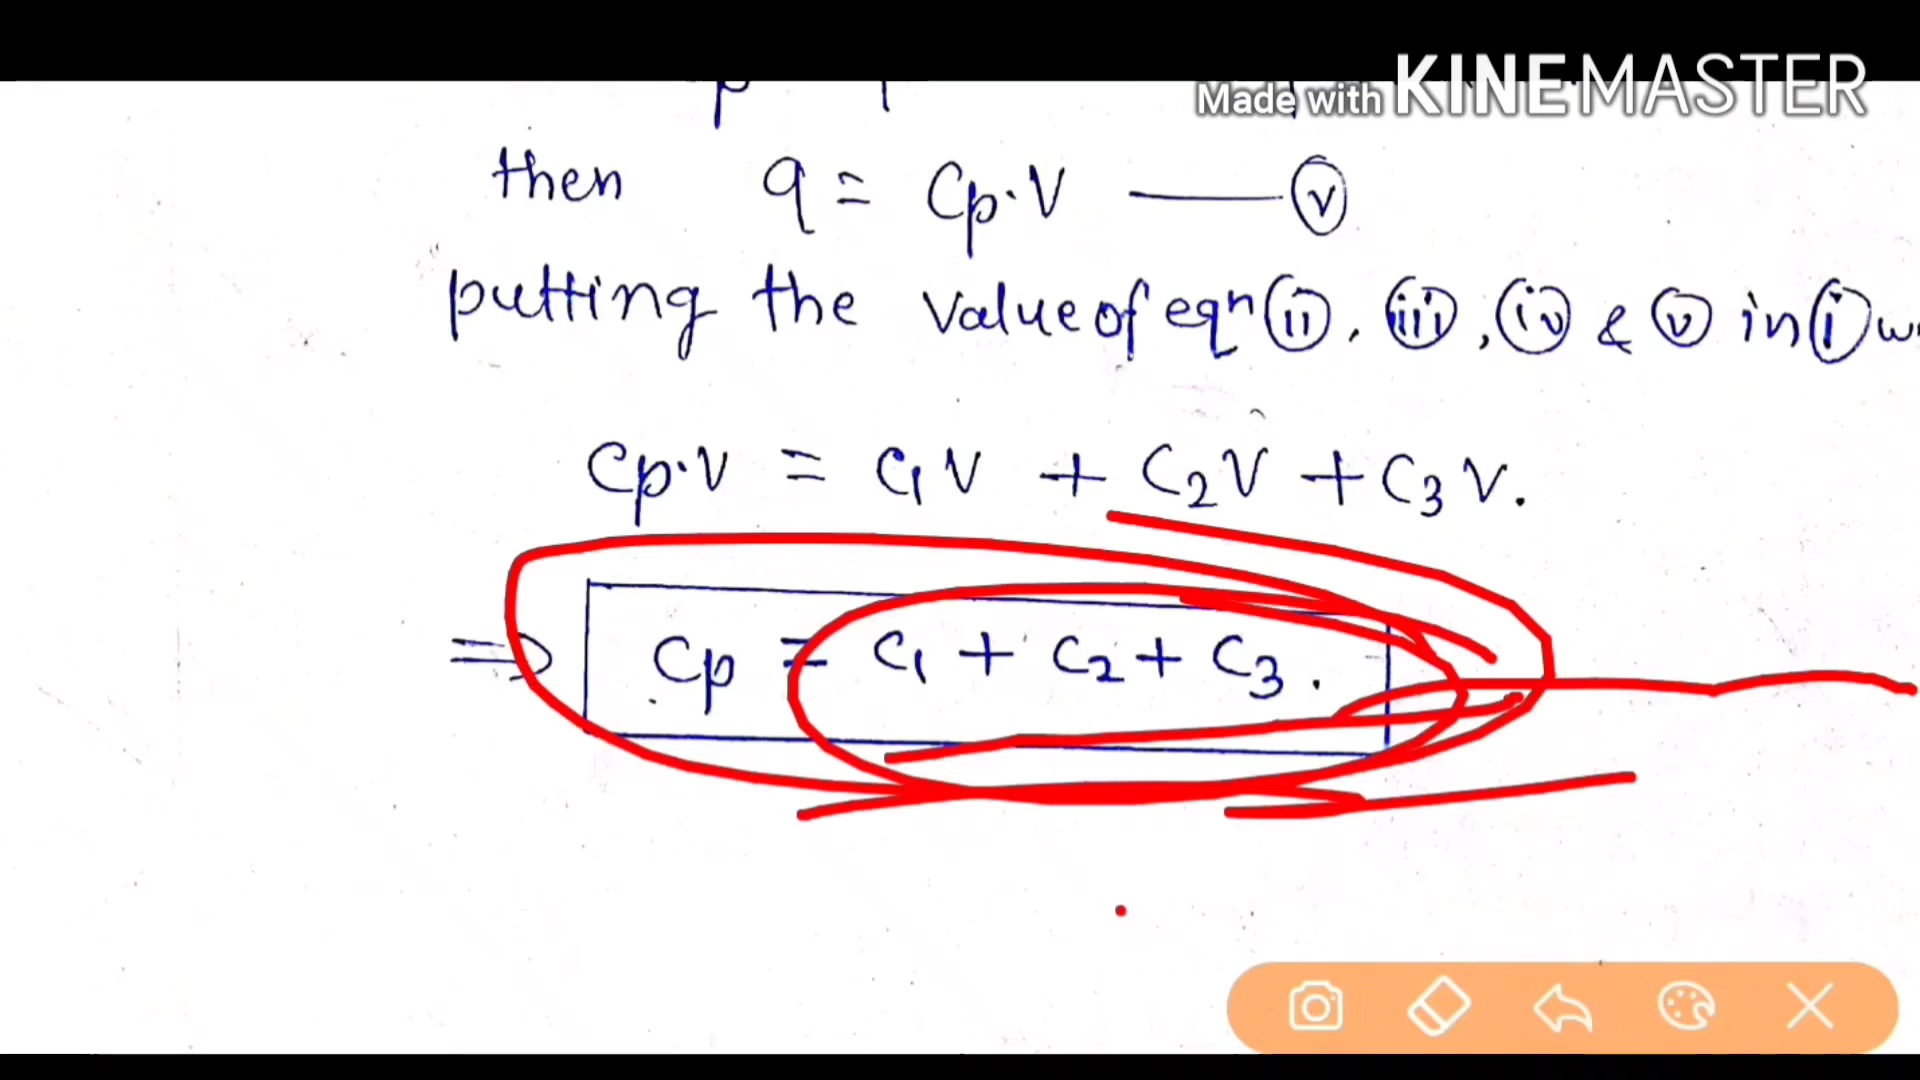 Made with KINEMASTER
then q = Cp·V —— (v)
putting the value of eqn (ii), (iii), (iv) & (v) in (i) w
Cp·V = C1V + C2V + C3V.
=> Cp = C1 + C2 + C3.